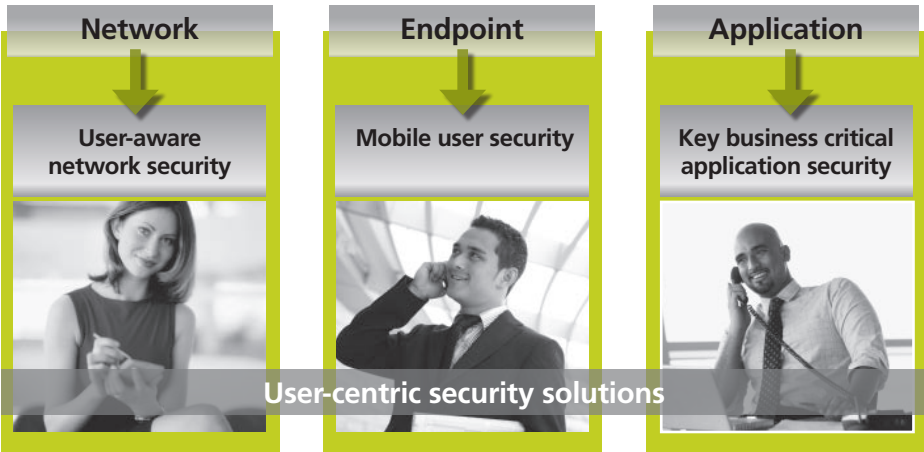 Network
User-aware
network security
Endpoint
Mobile user security
Application
Key business critical
application security
User-centric security solutions